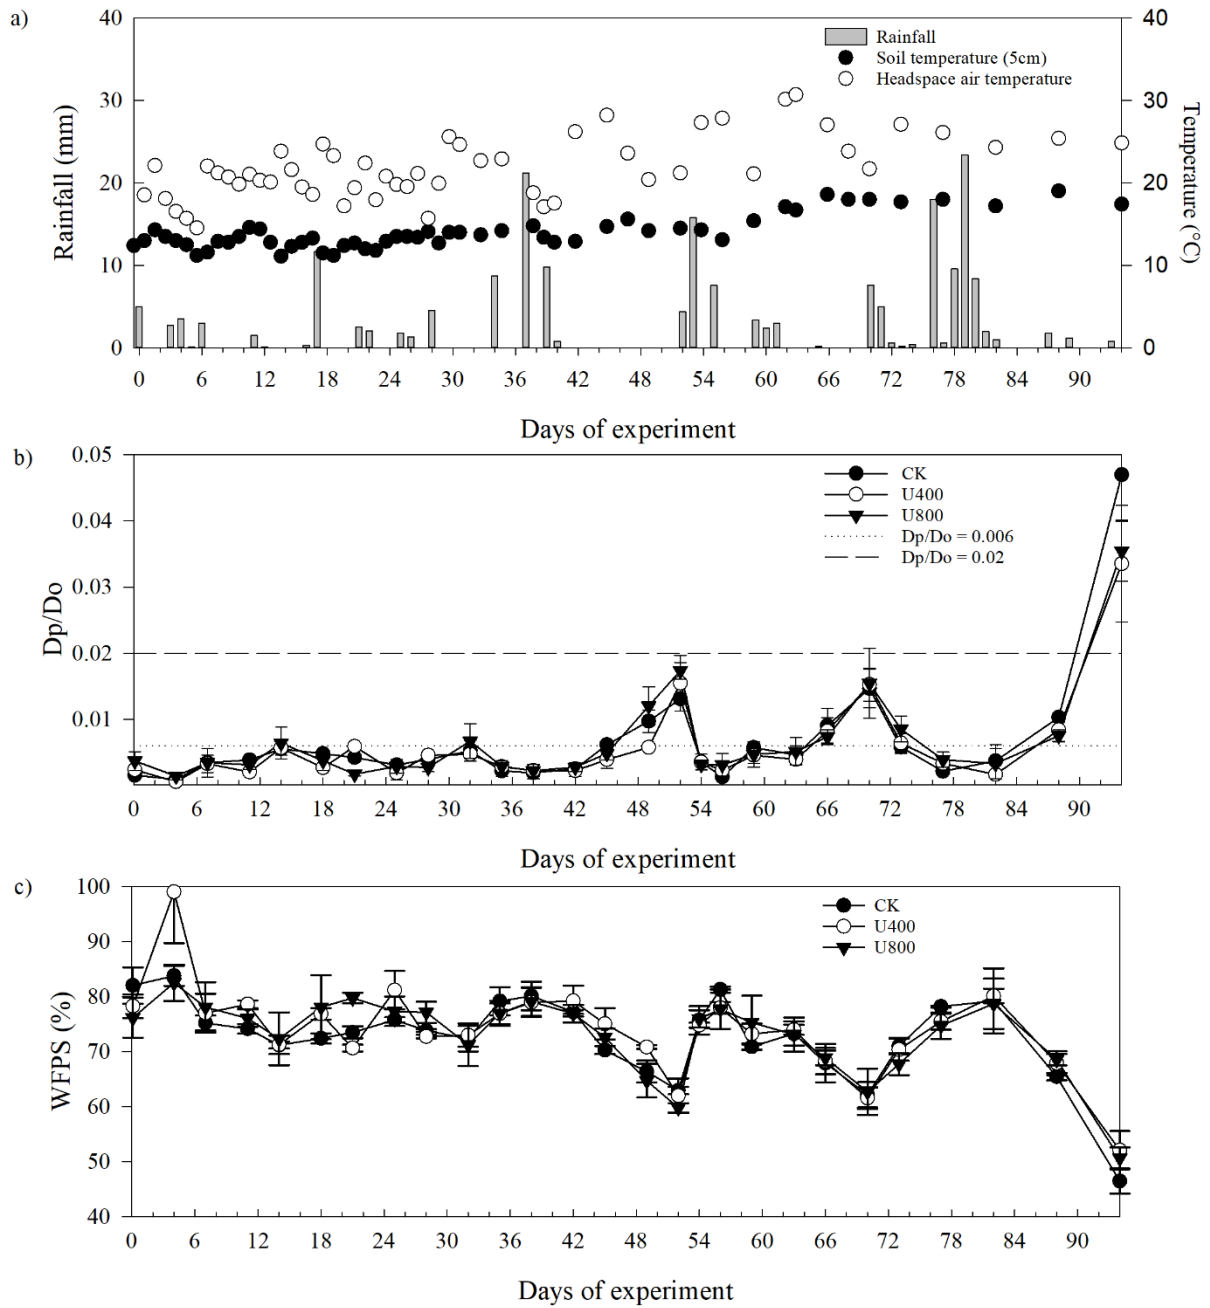 a)
40
30
20
10
0
Rainfall (mm)
Rainfall
Soil temperature (5cm)
Headspace air temperature
40
30
20
10
0
Temperature (°C)
0 6 12 18 24 30 36 42 48 54 60 66 72 78 84 90
Days of experiment
b)
0.05
0.04
0.03
0.02
0.01
Dp/Do
CK
U400
U800
Dp/Do = 0.006
Dp/Do = 0.02
0 6 12 18 24 30 36 42 48 54 60 66 72 78 84 90
Days of experiment
c)
100
90
80
70
60
50
40
WFPS (%)
CK
U400
U800
0 6 12 18 24 30 36 42 48 54 60 66 72 78 84 90
Days of experiment